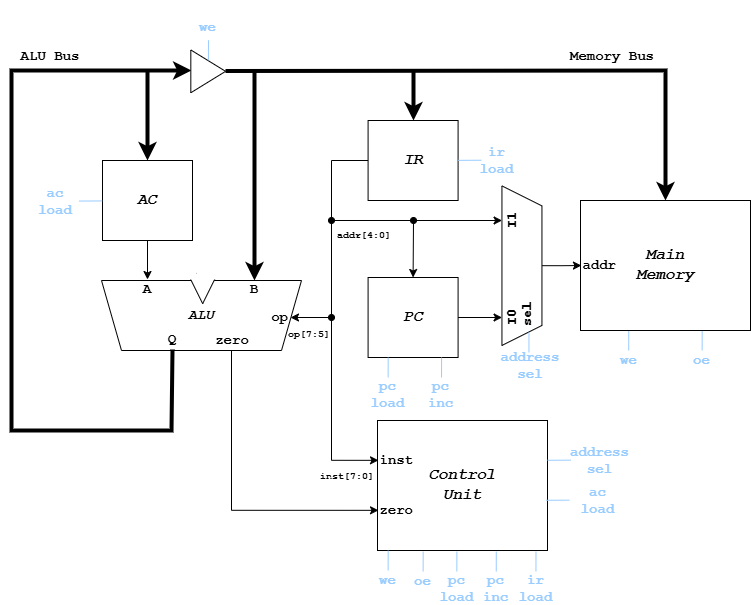 we
ALU Bus
Memory Bus
IR
ir
load
ac
load
AC
I1
addr[4:0]
Main
Memory
addr
A
B
ALU
op
op[7:5]
PC
I0
sel
Q
zero
address
sel
we
oe
pc
load
pc
inc
inst
inst[7:0]
Control
Unit
zero
address
sel
ac
load
we
oe
pc
load
pc
inc
ir
load